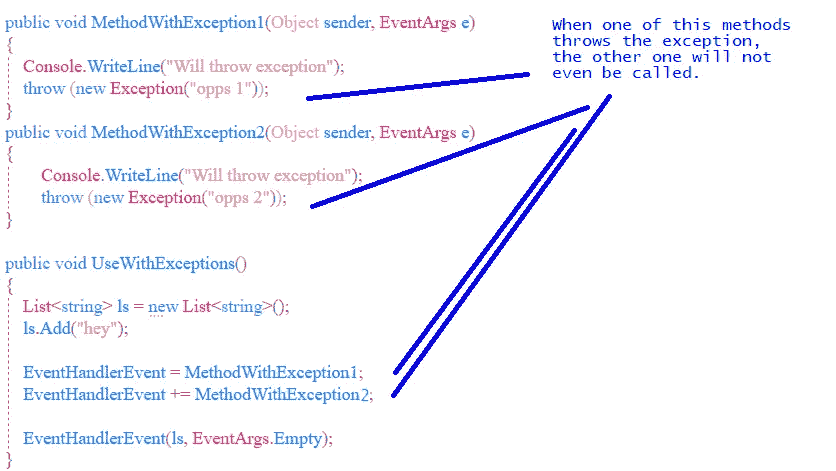 public void MethodWithException1(Object sender, EventArgs e)
{
Console.WriteLine("Will throw exception");
throw (new Exception("opps 1"));
}
public void MethodWithException2(Object sender, EventArgs e)
{
Console.WriteLine("Will throw exception");
throw (new Exception("opps 2"));
}
public void UseWithExceptions()
{
List<string> ls = new List<string>();
ls.Add("hey");
EventHandlerEvent = MethodWithException1;
EventHandlerEvent += MethodWithException2;
EventHandlerEvent(ls, EventArgs.Empty);
}
When one of this methods
throws the exception,
the other one will not
even be called.